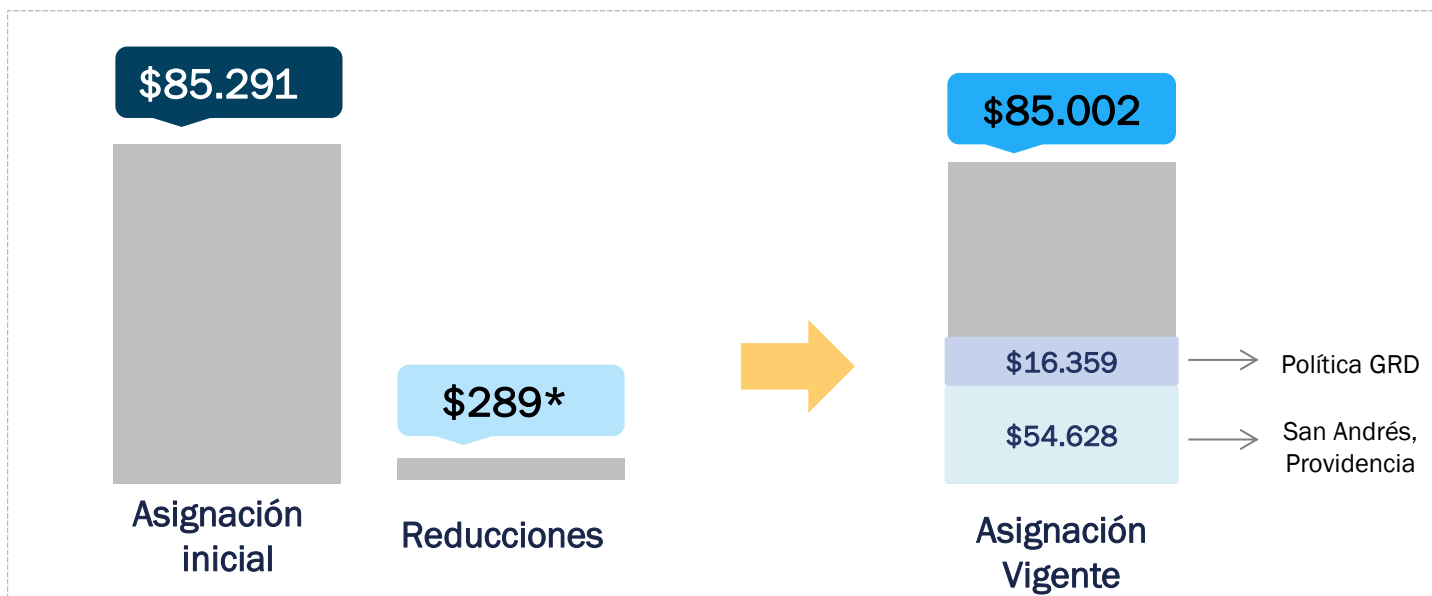 $85.291
Asignación
inicial
$289*
Reducciones
$85.002
$16.359
Política GRD
$54.628
San Andrés,
Providencia
Asignación
Vigente